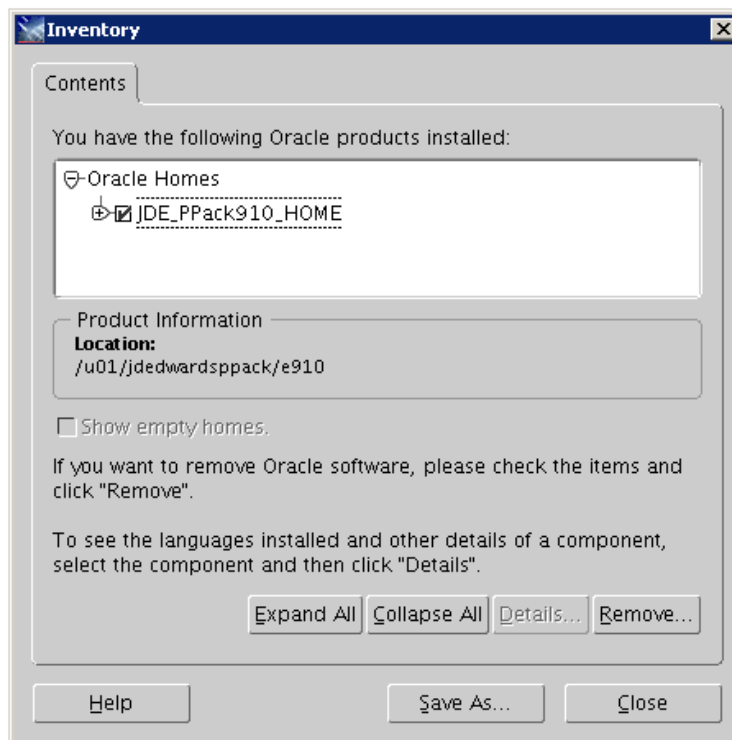 Inventory
Contents
You have the following Oracle products installed:
Oracle Homes
JDE_PPack910_HOME
Product Information
Location:
/u01/jdedwardsppack/e910
Show empty homes.
If you want to remove Oracle software, please check the items and
click "Remove".
To see the languages installed and other details of a component,
select the component and then click "Details".
Expand All Collapse All Details... Remove...
Help Save As... Close